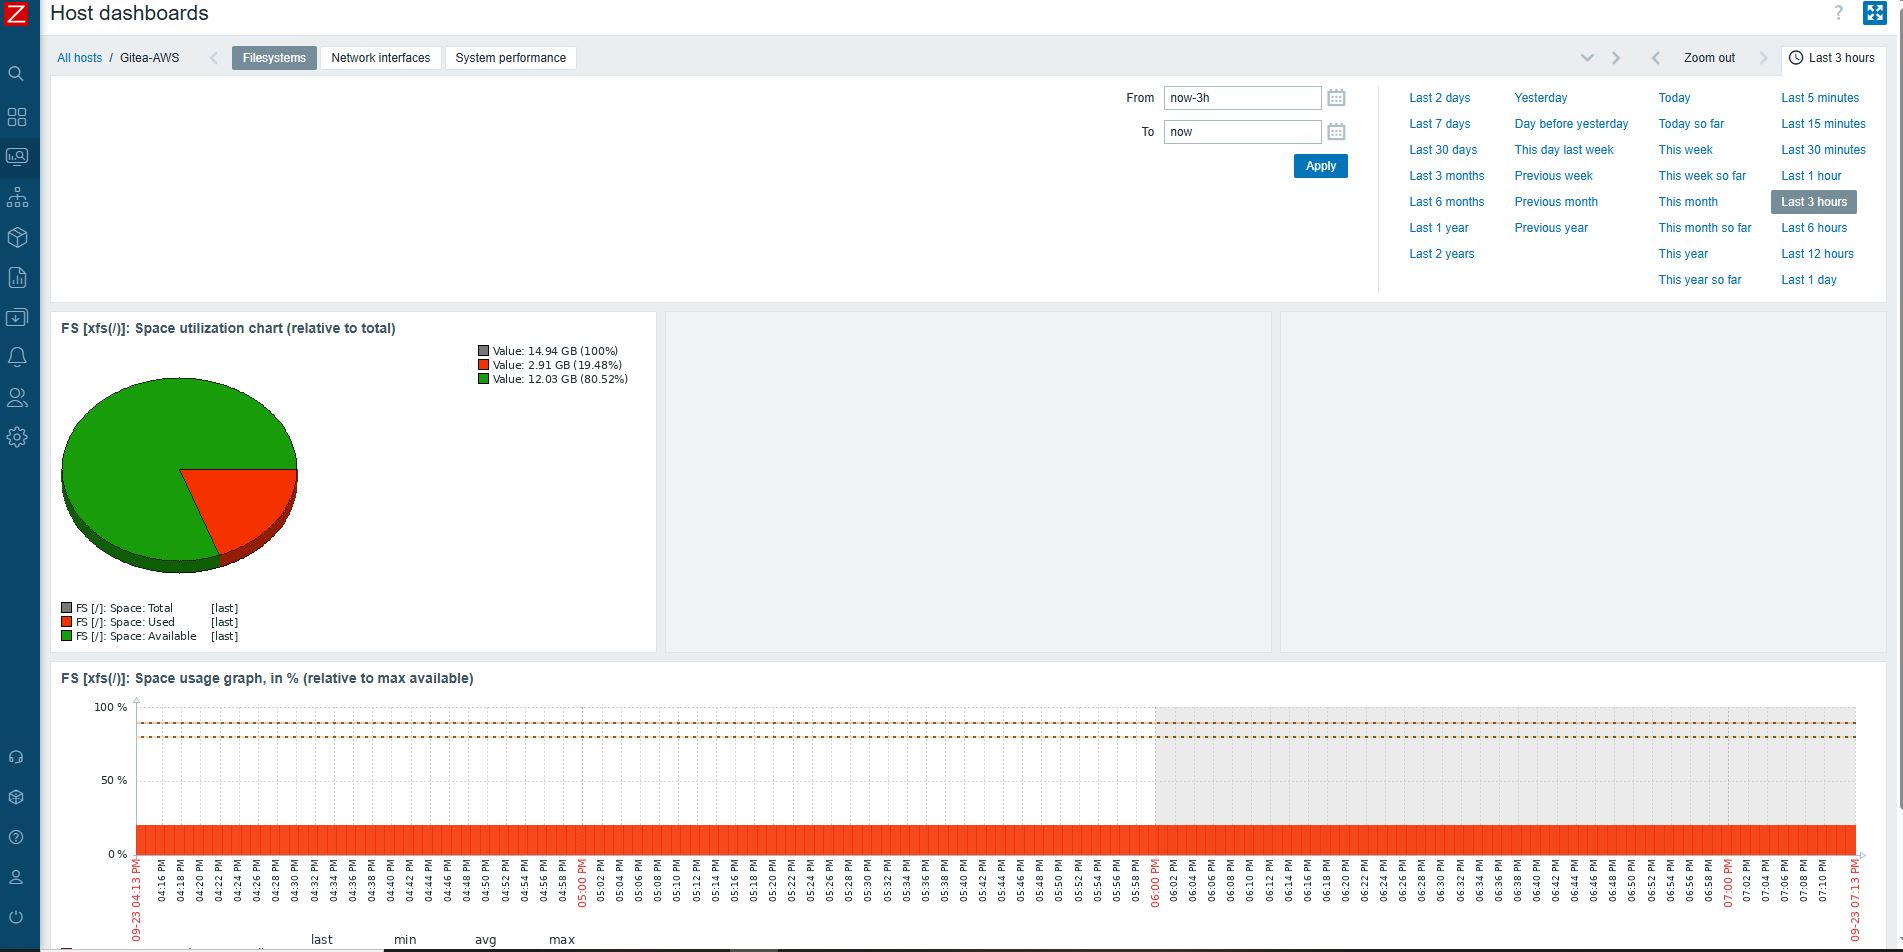 Z
Host dashboards
?
All hosts / Gitea-AWS
Filesystems
Network interfaces
System performance
Zoom out
Last 3 hours
From now-3h
To now
Apply
Last 2 days Yesterday Today Last 5 minutes
Last 7 days Day before yesterday Today so far Last 15 minutes
Last 30 days This day last week This week Last 30 minutes
Last 3 months Previous week This week so far Last 1 hour
Last 6 months Previous month This month Last 3 hours
Last 1 year Previous year This month so far Last 6 hours
Last 2 years This year Last 12 hours
This year so far Last 1 day
FS [xfs(/)]: Space utilization chart (relative to total)
Value: 14.94 GB (100%)
Value: 2.91 GB (19.48%)
Value: 12.03 GB (80.52%)
FS [/]: Space: Total [last]
FS [/]: Space: Used [last]
FS [/]: Space: Available [last]
FS [xfs(/)]: Space usage graph, in % (relative to max available)
100 %
50 %
0 %
09-23 04:13 PM
04:16 PM
04:18 PM
04:20 PM
04:22 PM
04:24 PM
04:26 PM
04:28 PM
04:30 PM
04:32 PM
04:34 PM
04:36 PM
04:38 PM
04:40 PM
04:42 PM
04:44 PM
04:46 PM
04:48 PM
04:50 PM
04:52 PM
04:54 PM
04:56 PM
04:58 PM
05:00 PM
05:02 PM
05:04 PM
05:06 PM
05:08 PM
05:10 PM
05:12 PM
05:14 PM
05:16 PM
05:18 PM
05:20 PM
05:22 PM
05:24 PM
05:26 PM
05:28 PM
05:30 PM
05:32 PM
05:34 PM
05:36 PM
05:38 PM
05:40 PM
05:42 PM
05:44 PM
05:46 PM
05:48 PM
05:50 PM
05:52 PM
05:54 PM
05:56 PM
05:58 PM
06:00 PM
06:02 PM
06:04 PM
06:06 PM
06:08 PM
06:10 PM
06:12 PM
06:14 PM
06:16 PM
06:18 PM
06:20 PM
06:22 PM
06:24 PM
06:26 PM
06:28 PM
06:30 PM
06:32 PM
06:34 PM
06:36 PM
06:38 PM
06:40 PM
06:42 PM
06:44 PM
06:46 PM
06:48 PM
06:50 PM
06:52 PM
06:54 PM
06:56 PM
06:58 PM
07:00 PM
07:02 PM
07:04 PM
07:06 PM
07:08 PM
07:10 PM
09-23 07:13 PM
last min avg max